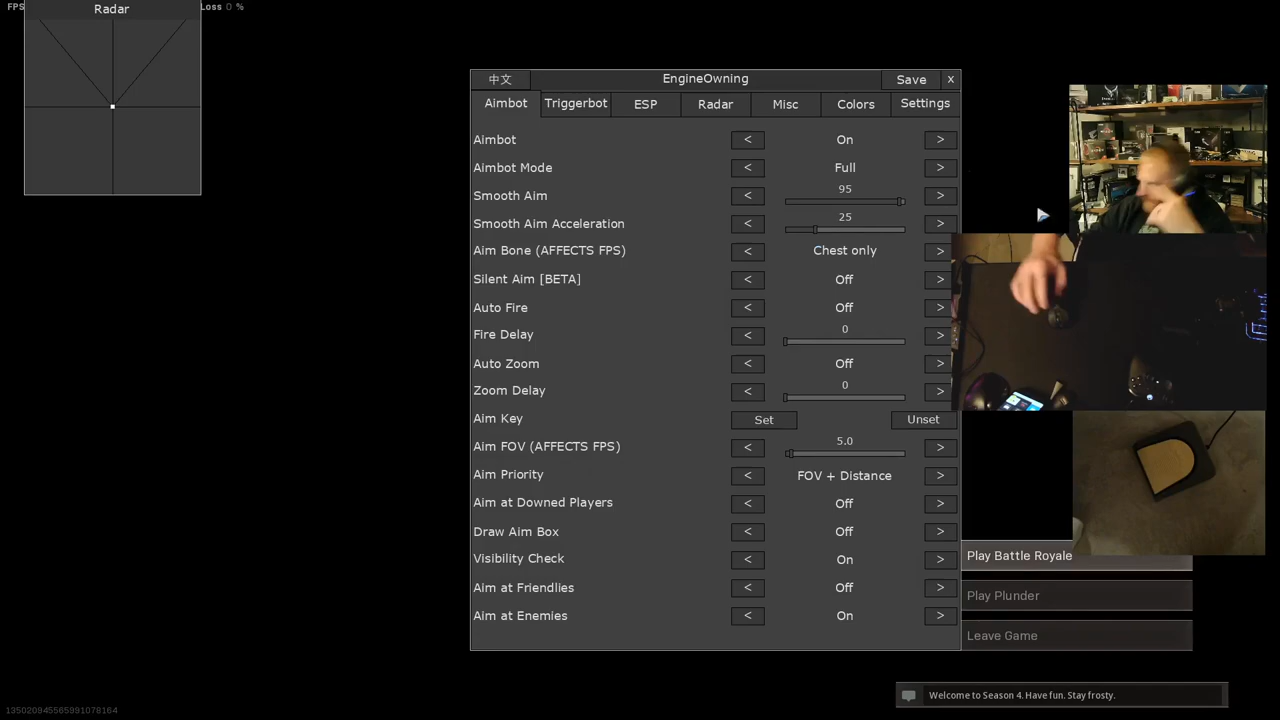 FPS
Radar
Loss 0 %
中文
EngineOwning
Save
x
Aimbot
Triggerbot
ESP
Radar
Misc
Colors
Settings
Aimbot < On >
Aimbot Mode < Full >
Smooth Aim < 95 >
Smooth Aim Acceleration < 25 >
Aim Bone (AFFECTS FPS) < Chest only >
Silent Aim [BETA] < Off >
Auto Fire < Off >
Fire Delay < 0 >
Auto Zoom < Off >
Zoom Delay < 0 >
Aim Key Set Unset
Aim FOV (AFFECTS FPS) < 5.0 >
Aim Priority < FOV + Distance >
Aim at Downed Players < Off >
Draw Aim Box < Off >
Visibility Check < On >
Aim at Friendlies < Off >
Aim at Enemies < On >
Play Battle Royale
Play Plunder
Leave Game
Welcome to Season 4. Have fun. Stay frosty.
135020945565991078164